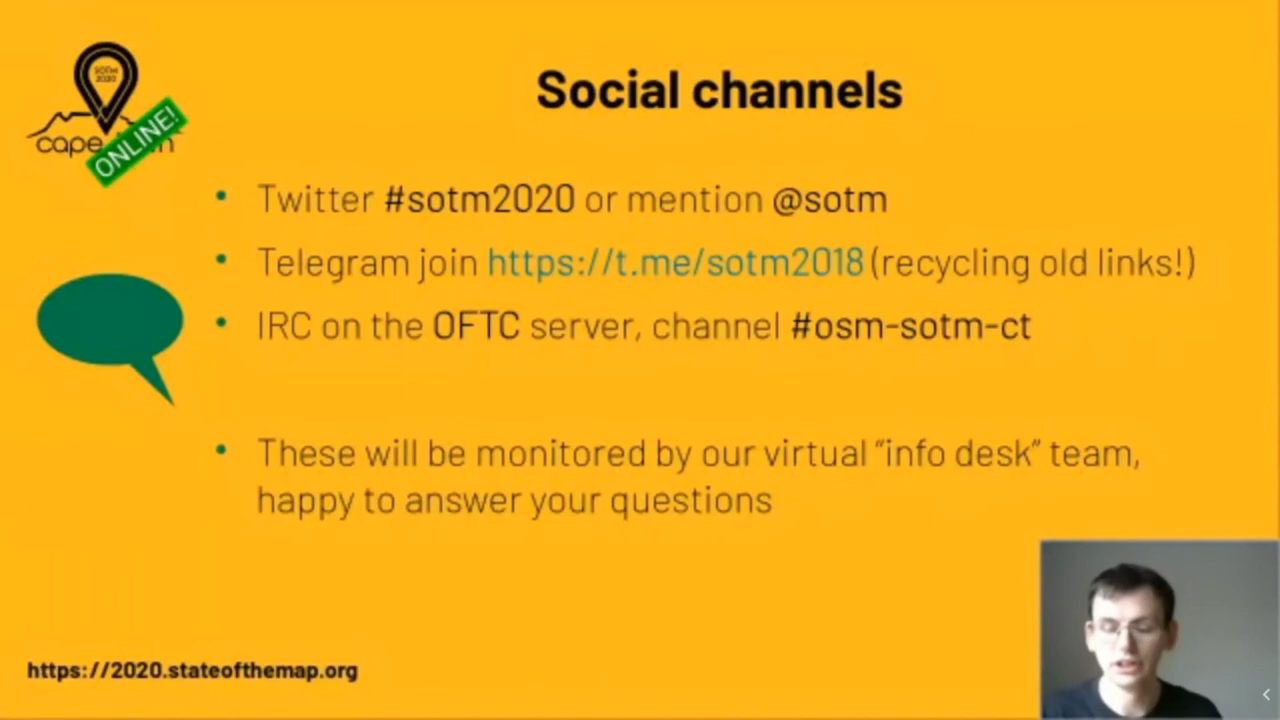 SOTM
2020
cape
ONLINE!
Social channels
• Twitter #sotm2020 or mention @sotm
• Telegram join https://t.me/sotm2018 (recycling old links!)
• IRC on the OFTC server, channel #osm-sotm-ct
• These will be monitored by our virtual “info desk” team,
happy to answer your questions
https://2020.stateofthemap.org